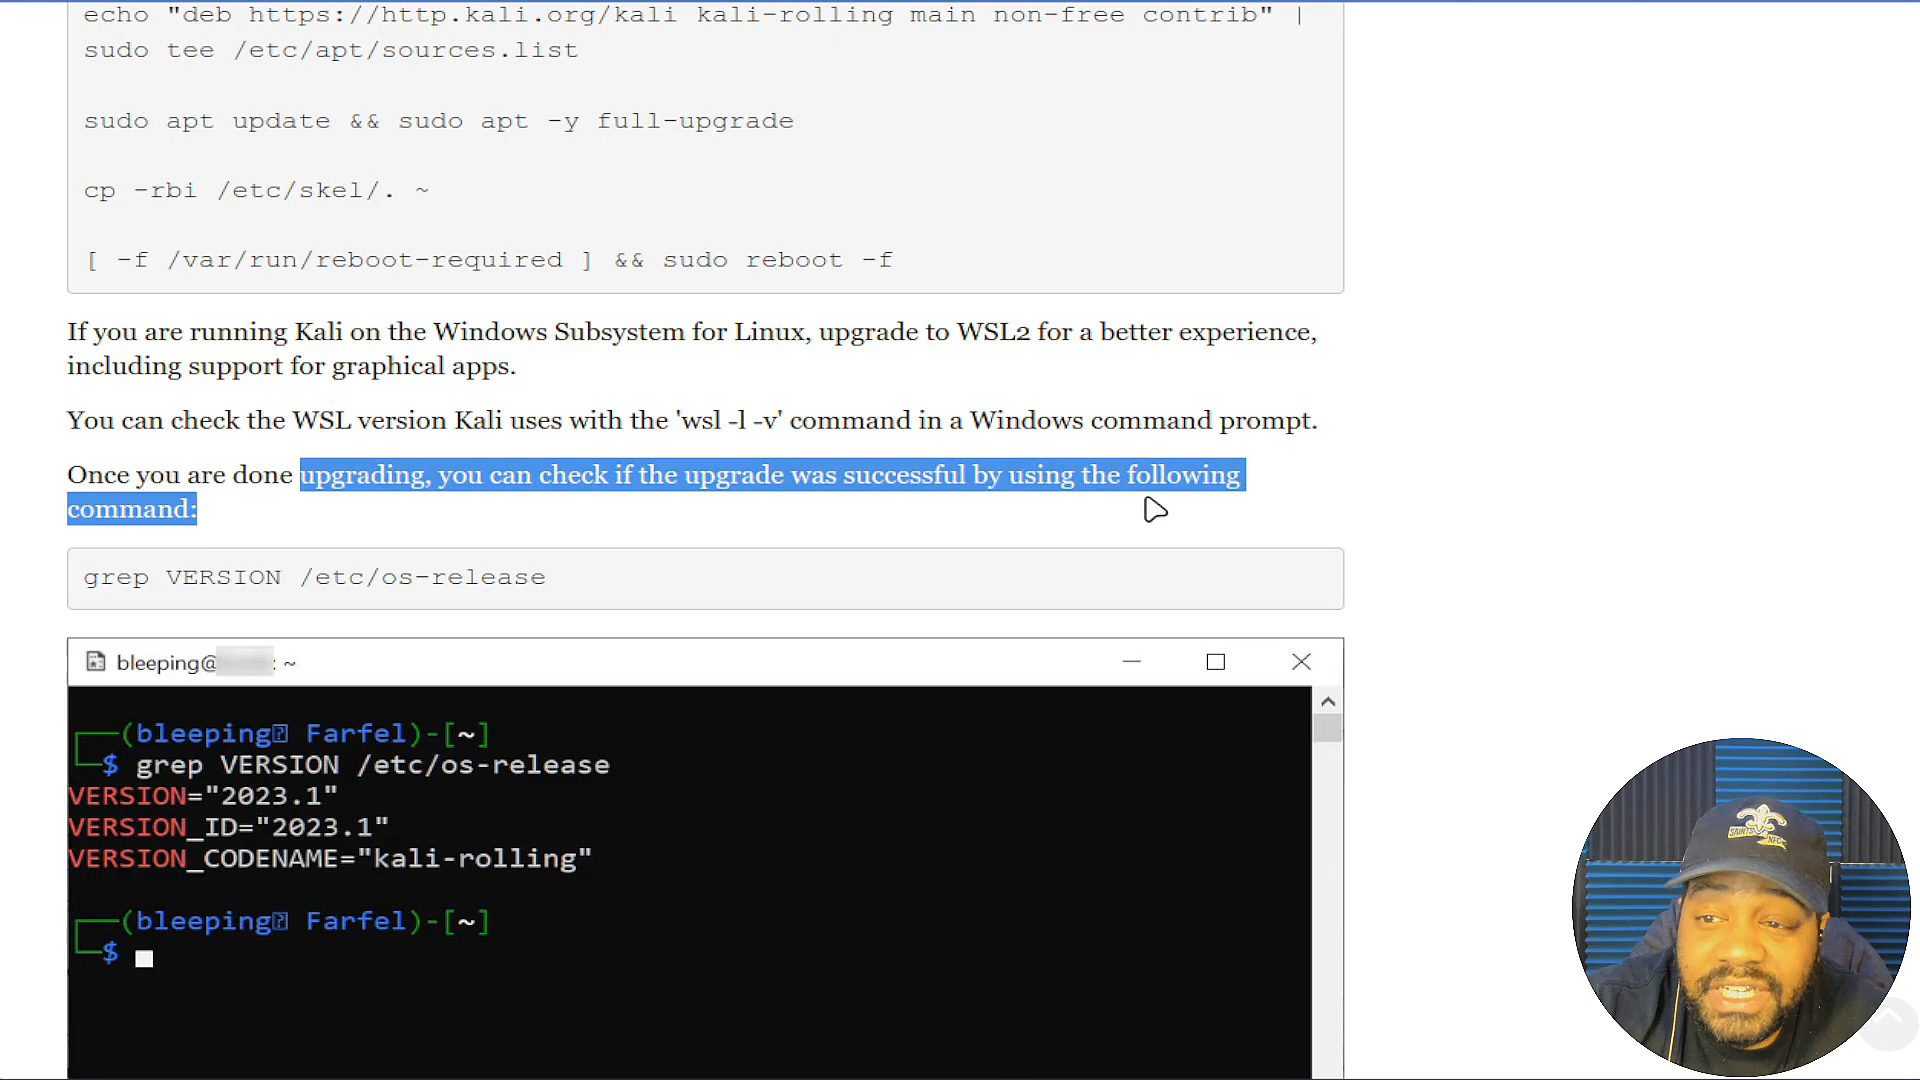 echo "deb https://http.kali.org/kali kali-rolling main non-free contrib" |
sudo tee /etc/apt/sources.list
sudo apt update && sudo apt -y full-upgrade
cp -rbi /etc/skel/. ~
[ -f /var/run/reboot-required ] && sudo reboot -f
If you are running Kali on the Windows Subsystem for Linux, upgrade to WSL2 for a better experience,
including support for graphical apps.
You can check the WSL version Kali uses with the 'wsl -l -v' command in a Windows command prompt.
Once you are done upgrading, you can check if the upgrade was successful by using the following
command:
grep VERSION /etc/os-release
bleeping@ : ~
┌──(bleeping⍰ Farfel)-[~]
└─$ grep VERSION /etc/os-release
VERSION="2023.1"
VERSION_ID="2023.1"
VERSION_CODENAME="kali-rolling"
┌──(bleeping⍰ Farfel)-[~]
└─$
SAINTS
NFC